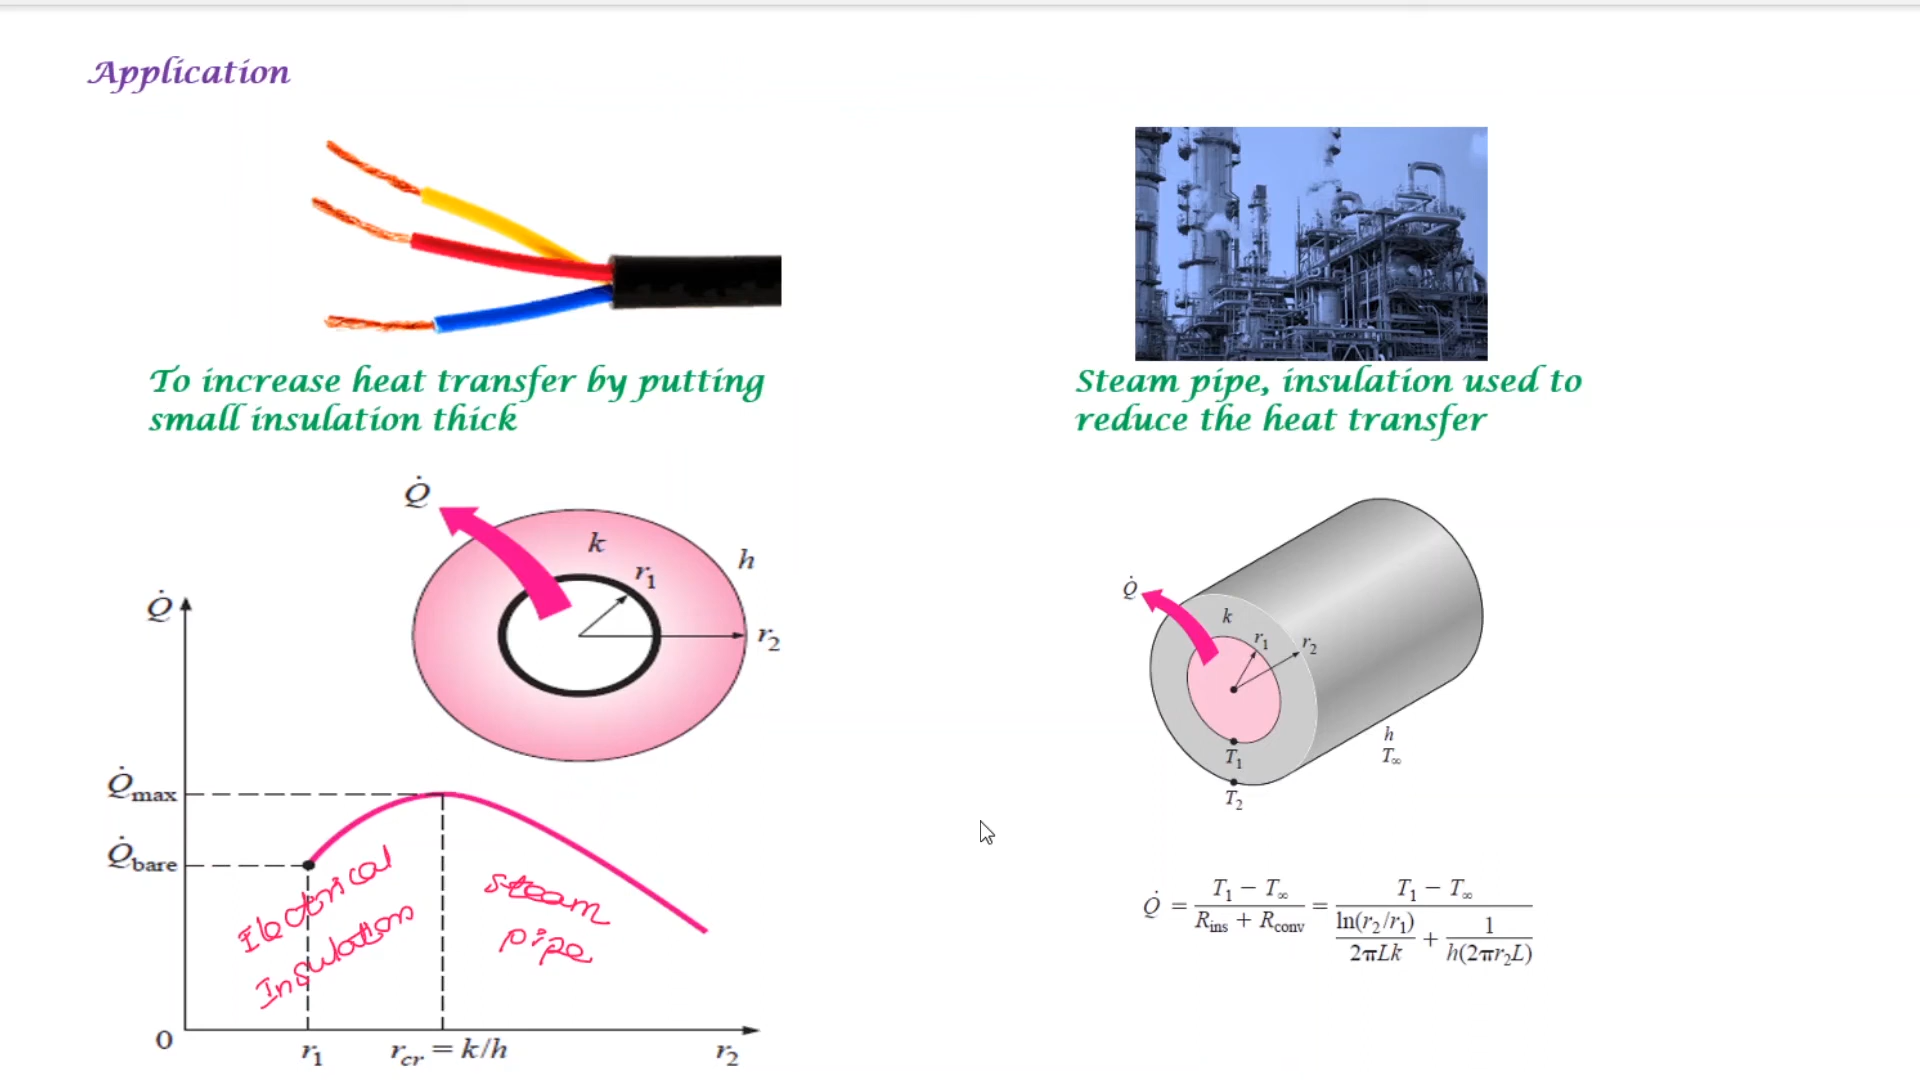 Application
To increase heat transfer by putting
small insulation thick
Steam pipe, insulation used to
reduce the heat transfer
Q̇
k
h
r₁
r₂
Q̇
Q̇max
Q̇bare
Electrical
Insulation
steam
pipe
0
r₁
r_cr = k/h
r₂
Q̇
k
r₁
r₂
h
T∞
T₁
T₂
Q̇ = (T₁ − T∞)/(Rins + Rconv) = (T₁ − T∞)/(ln(r₂/r₁)/(2πLk) + 1/(h(2πr₂L)))